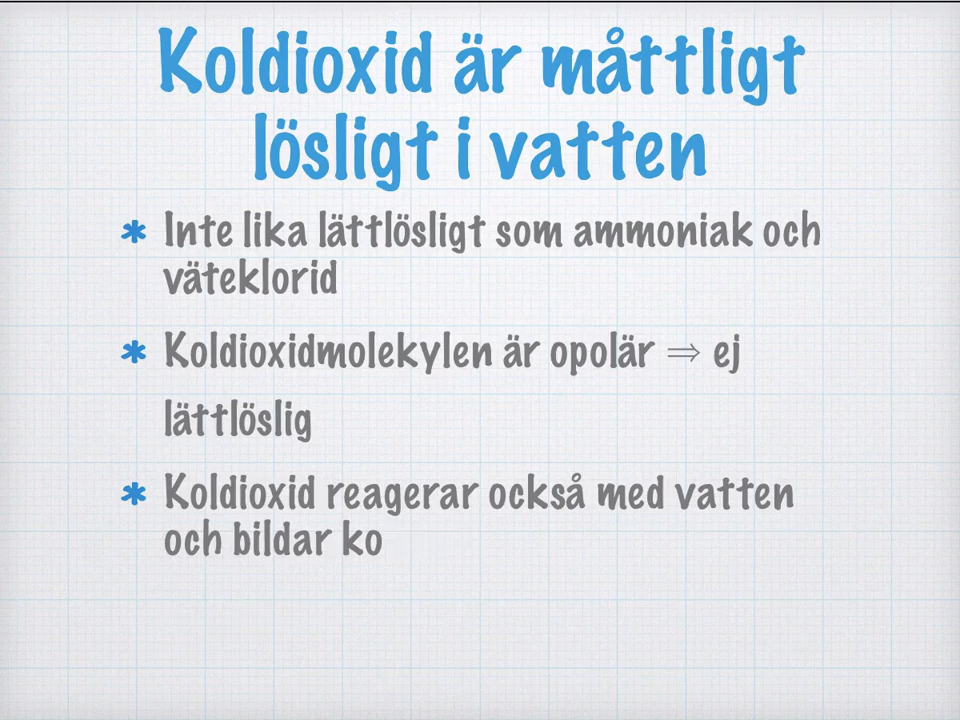 Koldioxid är måttligt
lösligt i vatten
* Inte lika lättlösligt som ammoniak och
väteklorid
* Koldioxidmolekylen är opolär ⇒ ej
lättlöslig
* Koldioxid reagerar också med vatten
och bildar ko